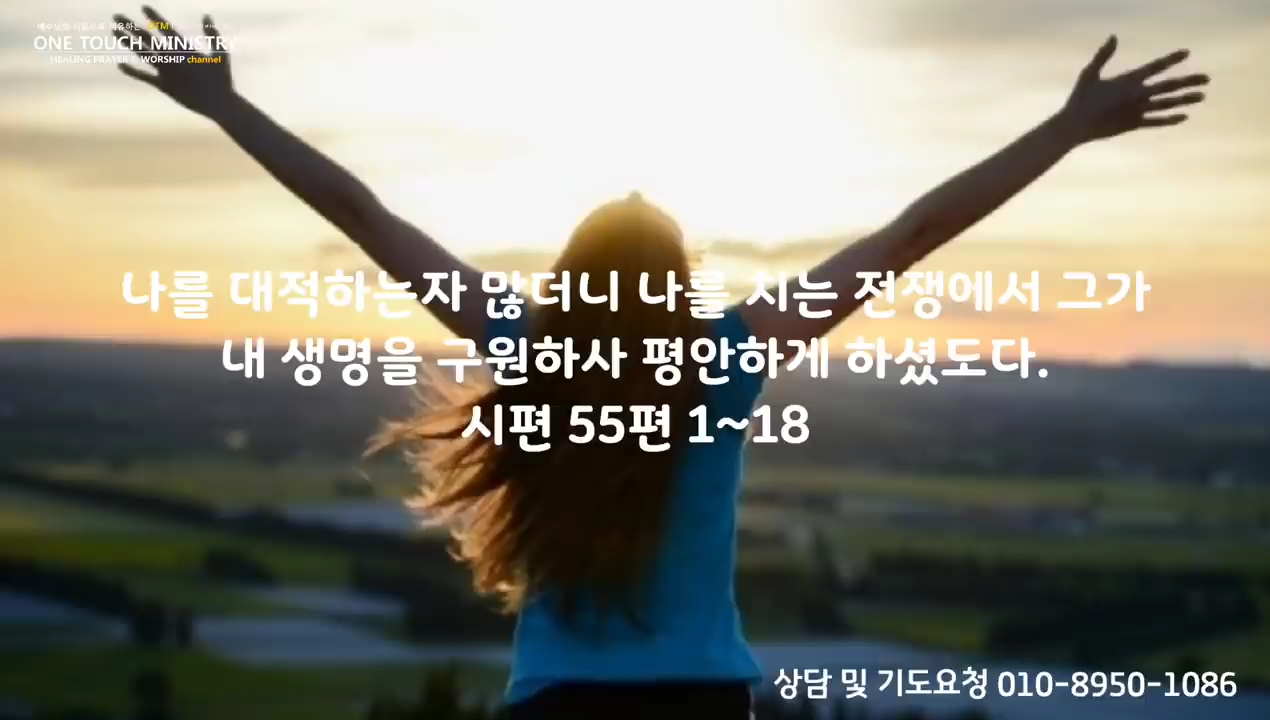 ONE TOUCH MINISTRY
HEALING PRAYER & WORSHIP channel
나를 대적하는자 많더니 나를 치는 전쟁에서 그가
내 생명을 구원하사 평안하게 하셨도다.
시편 55편 1~18
상담 및 기도요청 010-8950-1086